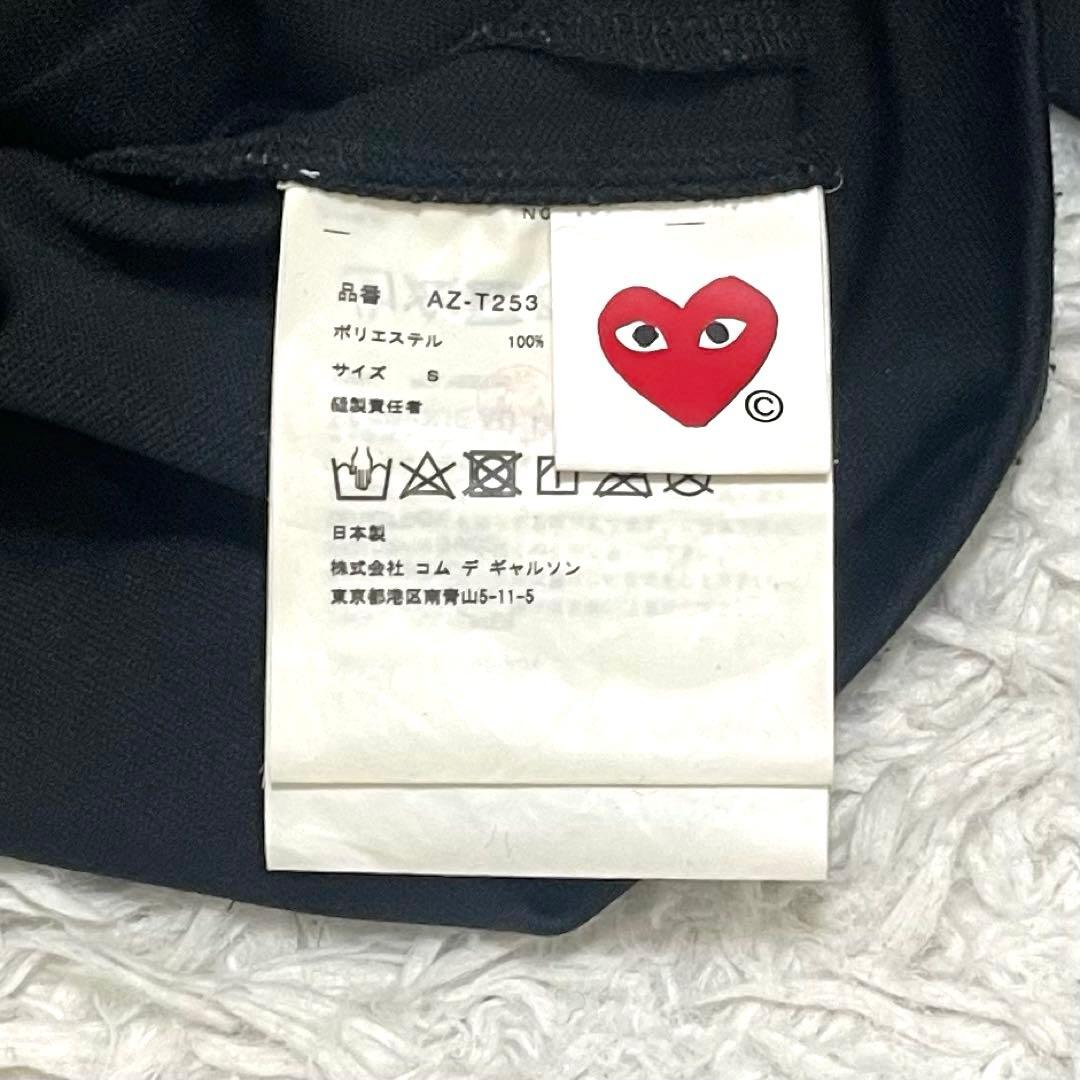 品番 AZ-T253
ポリエステル 100%
サイズ S
縫製責任者
日本製
株式会社 コム デ ギャルソン
東京都港区南青山5-11-5
©